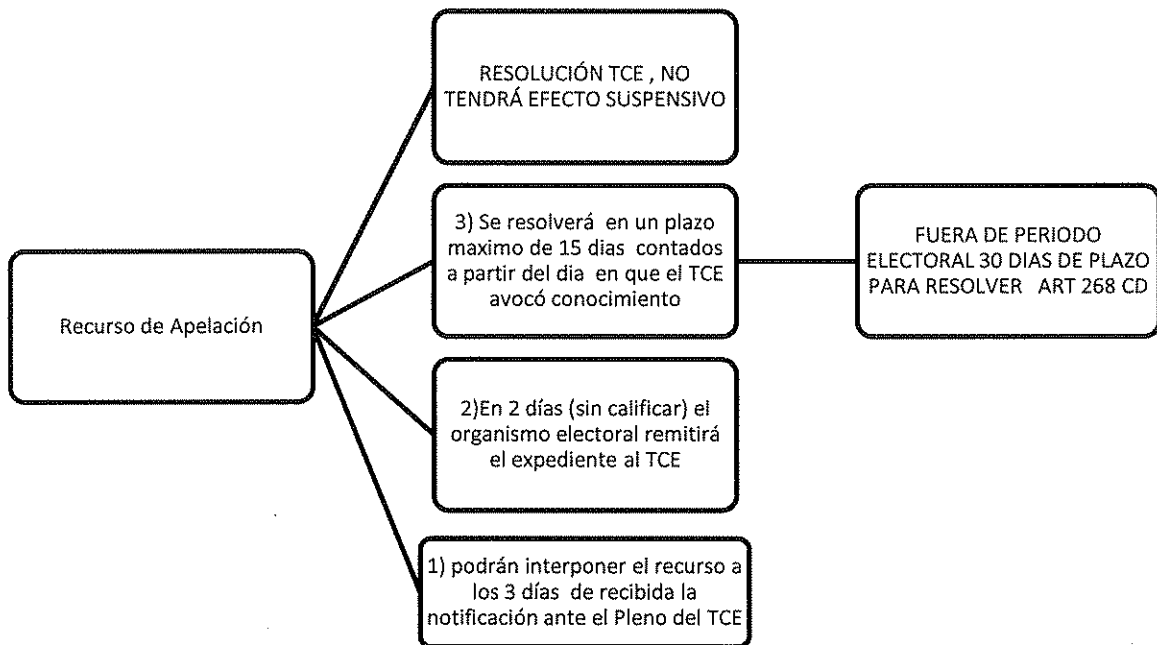 RESOLUCIÓN TCE , NO
TENDRÁ EFECTO SUSPENSIVO
3) Se resolverá en un plazo
maximo de 15 dias contados
a partir del dia en que el TCE
avocó conocimiento
FUERA DE PERIODO
ELECTORAL 30 DIAS DE PLAZO
PARA RESOLVER ART 268 CD
Recurso de Apelación
2)En 2 días (sin calificar) el
organismo electoral remitirá
el expediente al TCE
1) podrán interponer el recurso a
los 3 días de recibida la
notificación ante el Pleno del TCE